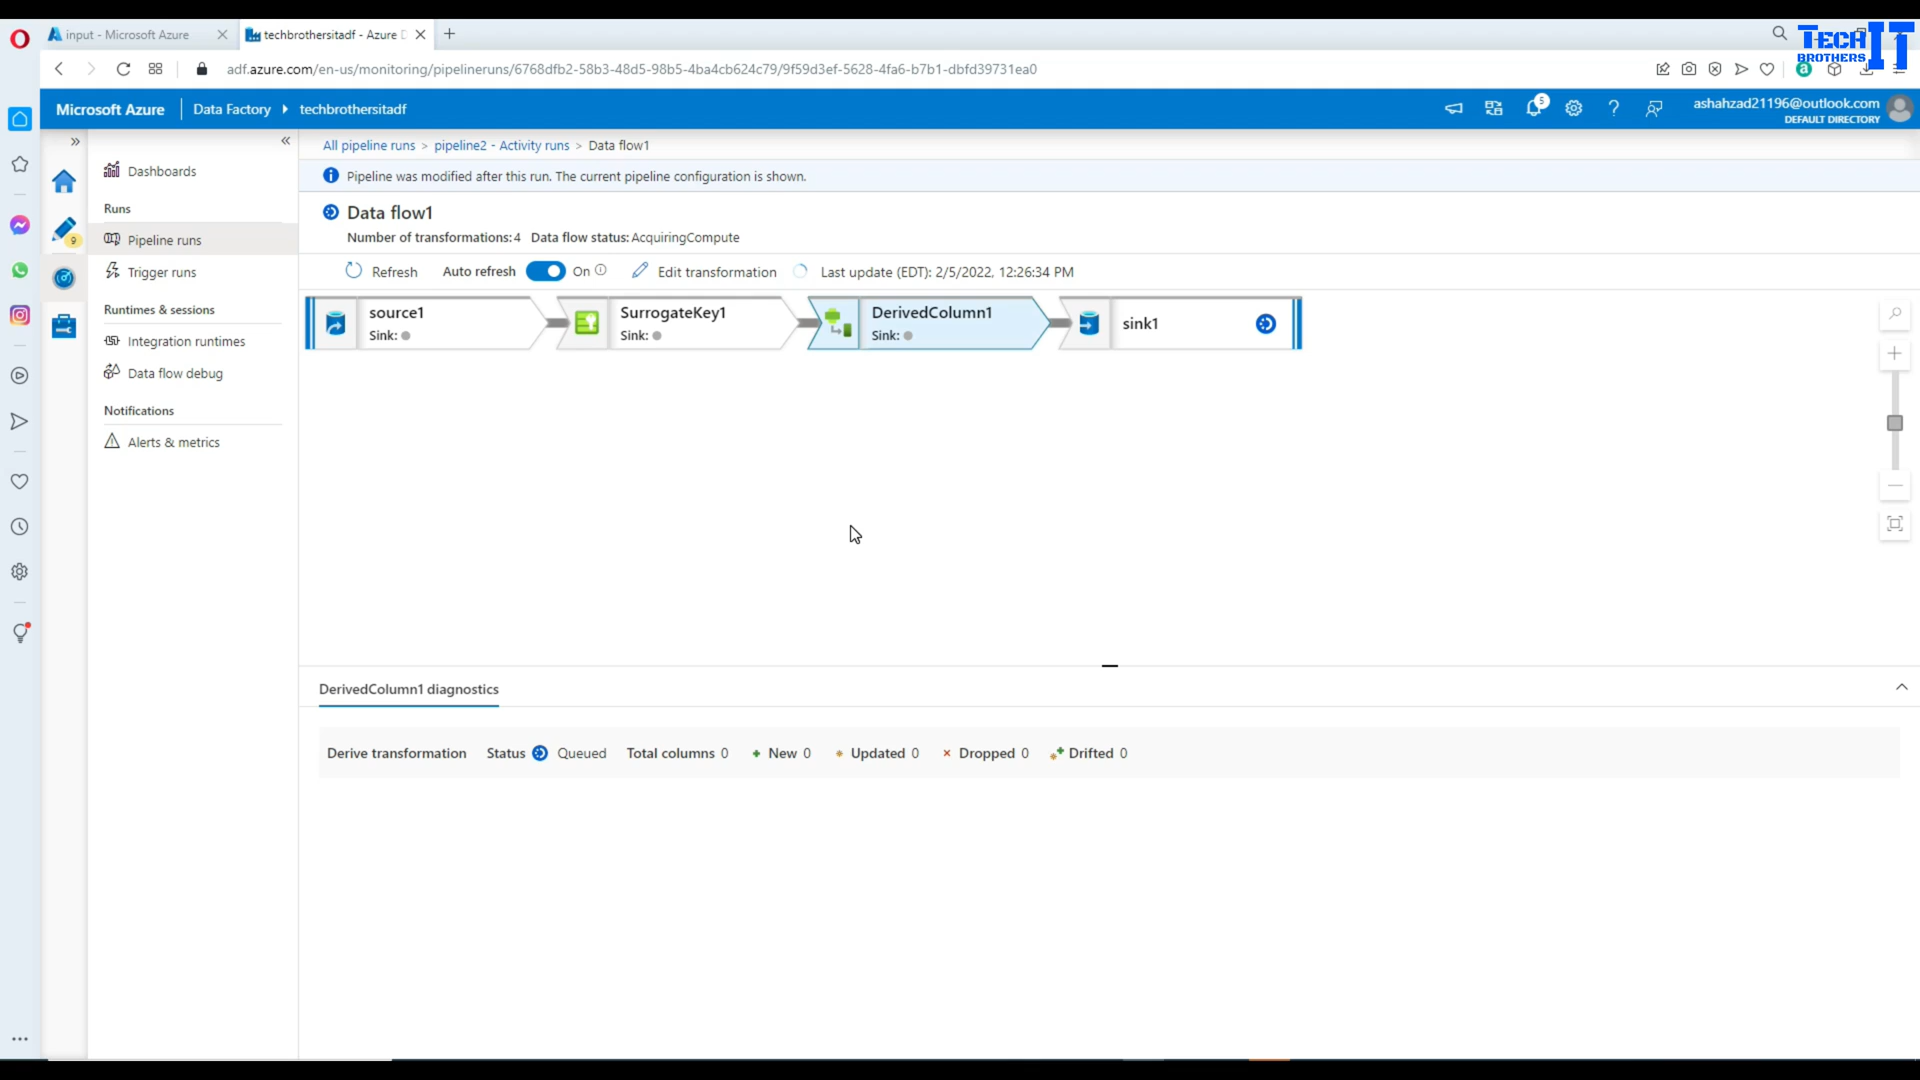 input - Microsoft Azure
techbrothersitadf - Azure D
TECH IT
BROTHERS
adf.azure.com/en-us/monitoring/pipelineruns/6768dfb2-58b3-48d5-98b5-4ba4cb624c79/9f59d3ef-5628-4fa6-b7b1-dbfd39731ea0
a
Microsoft Azure
Data Factory
techbrothersitadf
5
ashahzad21196@outlook.com
DEFAULT DIRECTORY
9
Dashboards
Runs
Pipeline runs
Trigger runs
Runtimes & sessions
Integration runtimes
Data flow debug
Notifications
Alerts & metrics
All pipeline runs > pipeline2 - Activity runs > Data flow1
Pipeline was modified after this run. The current pipeline configuration is shown.
Data flow1
Number of transformations: 4 Data flow status: AcquiringCompute
Refresh Auto refresh On Edit transformation Last update (EDT): 2/5/2022, 12:26:34 PM
source1
Sink:
SurrogateKey1
Sink:
DerivedColumn1
Sink:
sink1
DerivedColumn1 diagnostics
Derive transformation Status Queued Total columns 0 + New 0 * Updated 0 × Dropped 0 Drifted 0